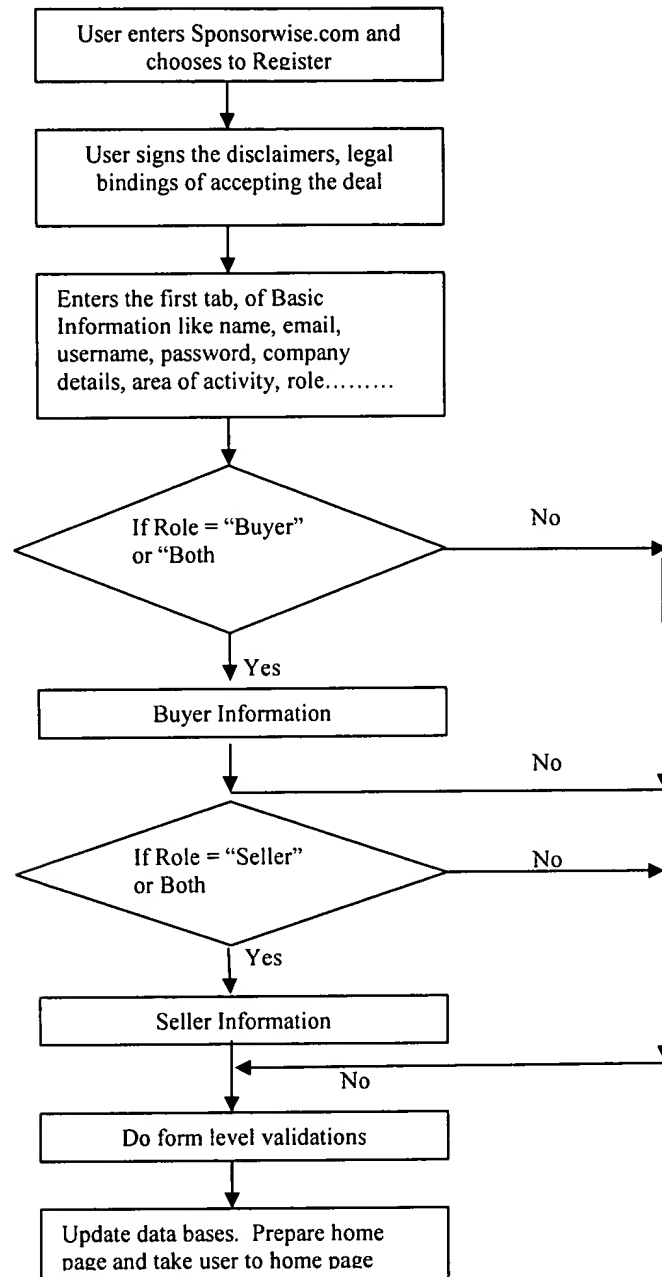 User enters Sponsorwise.com and
chooses to Register
User signs the disclaimers, legal
bindings of accepting the deal
Enters the first tab, of Basic
Information like name, email,
username, password, company
details, area of activity, role.........
If Role = “Buyer”
or “Both
No
Yes
Buyer Information
No
If Role = “Seller”
or Both
No
Yes
Seller Information
No
Do form level validations
Update data bases. Prepare home
page and take user to home page